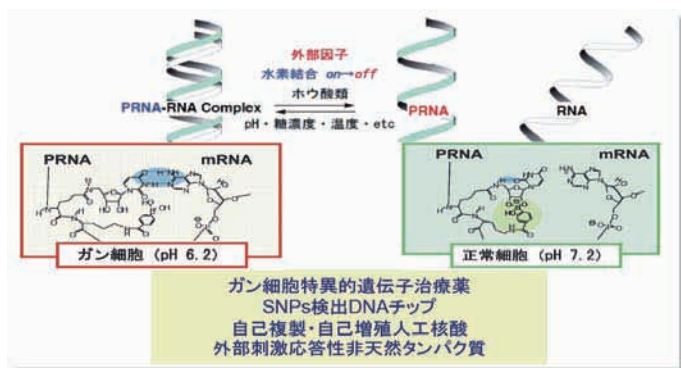 外部因子
水素結合 on→off
ホウ酸類
pH・糖濃度・温度・etc
PRNA-RNA Complex
PRNA
RNA
PRNA
mRNA
ガン細胞 (pH 6.2)
PRNA
mRNA
正常細胞 (pH 7.2)
ガン細胞特異的遺伝子治療薬
SNPs検出DNAチップ
自己複製・自己増殖人工核酸
外部刺激応答性非天然タンパク質